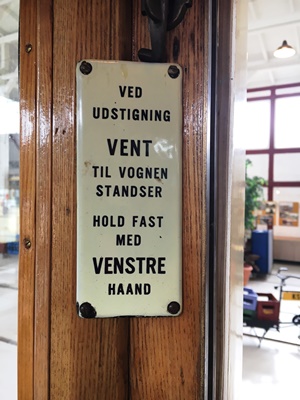 VED
UDSTIGNING
VENT
TIL VOGNEN
STANDSER
HOLD FAST
MED
VENSTRE
HAAND